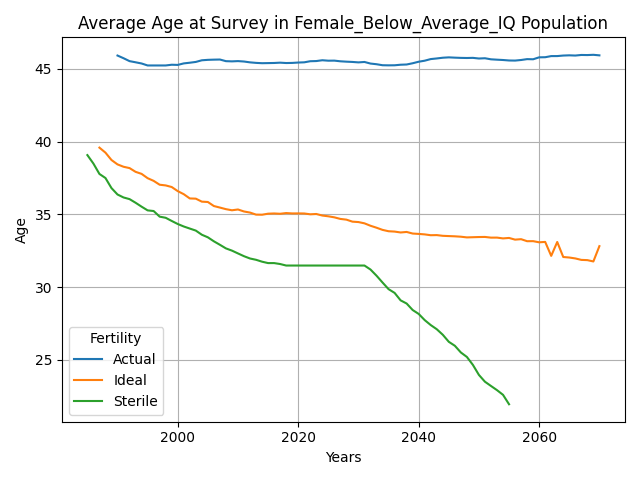 Average Age at Survey in Female_Below_Average_IQ Population
Age
45
40
35
30
25
Fertility
Actual
Ideal
Sterile
2000
2020
2040
2060
Years